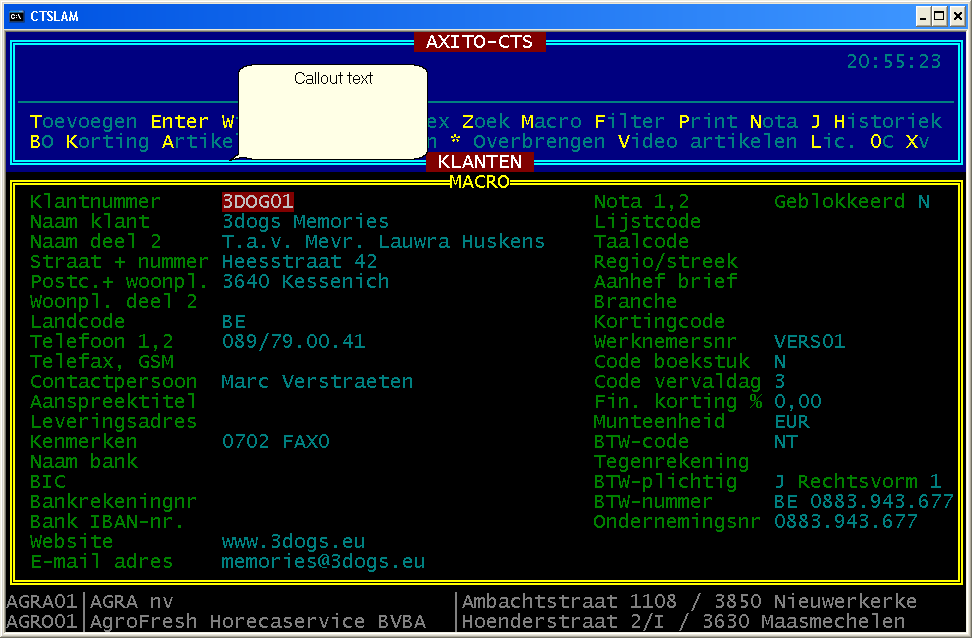 CTSLAM
AXITO-CTS
20:55:23
Callout text
Toevoegen Enter W ex Zoek Macro Filter Print Nota J Historiek
BO Korting Artike n * Overbrengen Video artikelen Lic. OC Xv
KLANTEN
MACRO
Klantnummer 3DOG01 Nota 1,2 Geblokkeerd N
Naam klant 3dogs Memories Lijstcode
Naam deel 2 T.a.v. Mevr. Lauwra Huskens Taalcode
Straat + nummer Heesstraat 42 Regio/streek
Postc.+ woonpl. 3640 Kessenich Aanhef brief
Woonpl. deel 2 Branche
Landcode BE Kortingcode
Telefoon 1,2 089/79.00.41 Werknemersnr VERS01
Telefax, GSM Code boekstuk N
Contactpersoon Marc Verstraeten Code vervaldag 3
Aanspreektitel Fin. korting % 0,00
Leveringsadres Munteenheid EUR
Kenmerken 0702 FAXO BTW-code NT
Naam bank Tegenrekening
BIC BTW-plichtig J Rechtsvorm 1
Bankrekeningnr BTW-nummer BE 0883.943.677
Bank IBAN-nr. Ondernemingsnr 0883.943.677
Website www.3dogs.eu
E-mail adres memories@3dogs.eu
AGRA01 AGRA nv Ambachtstraat 1108 / 3850 Nieuwerkerke
AGRO01 AgroFresh Horecaservice BVBA Hoenderstraat 2/I / 3630 Maasmechelen